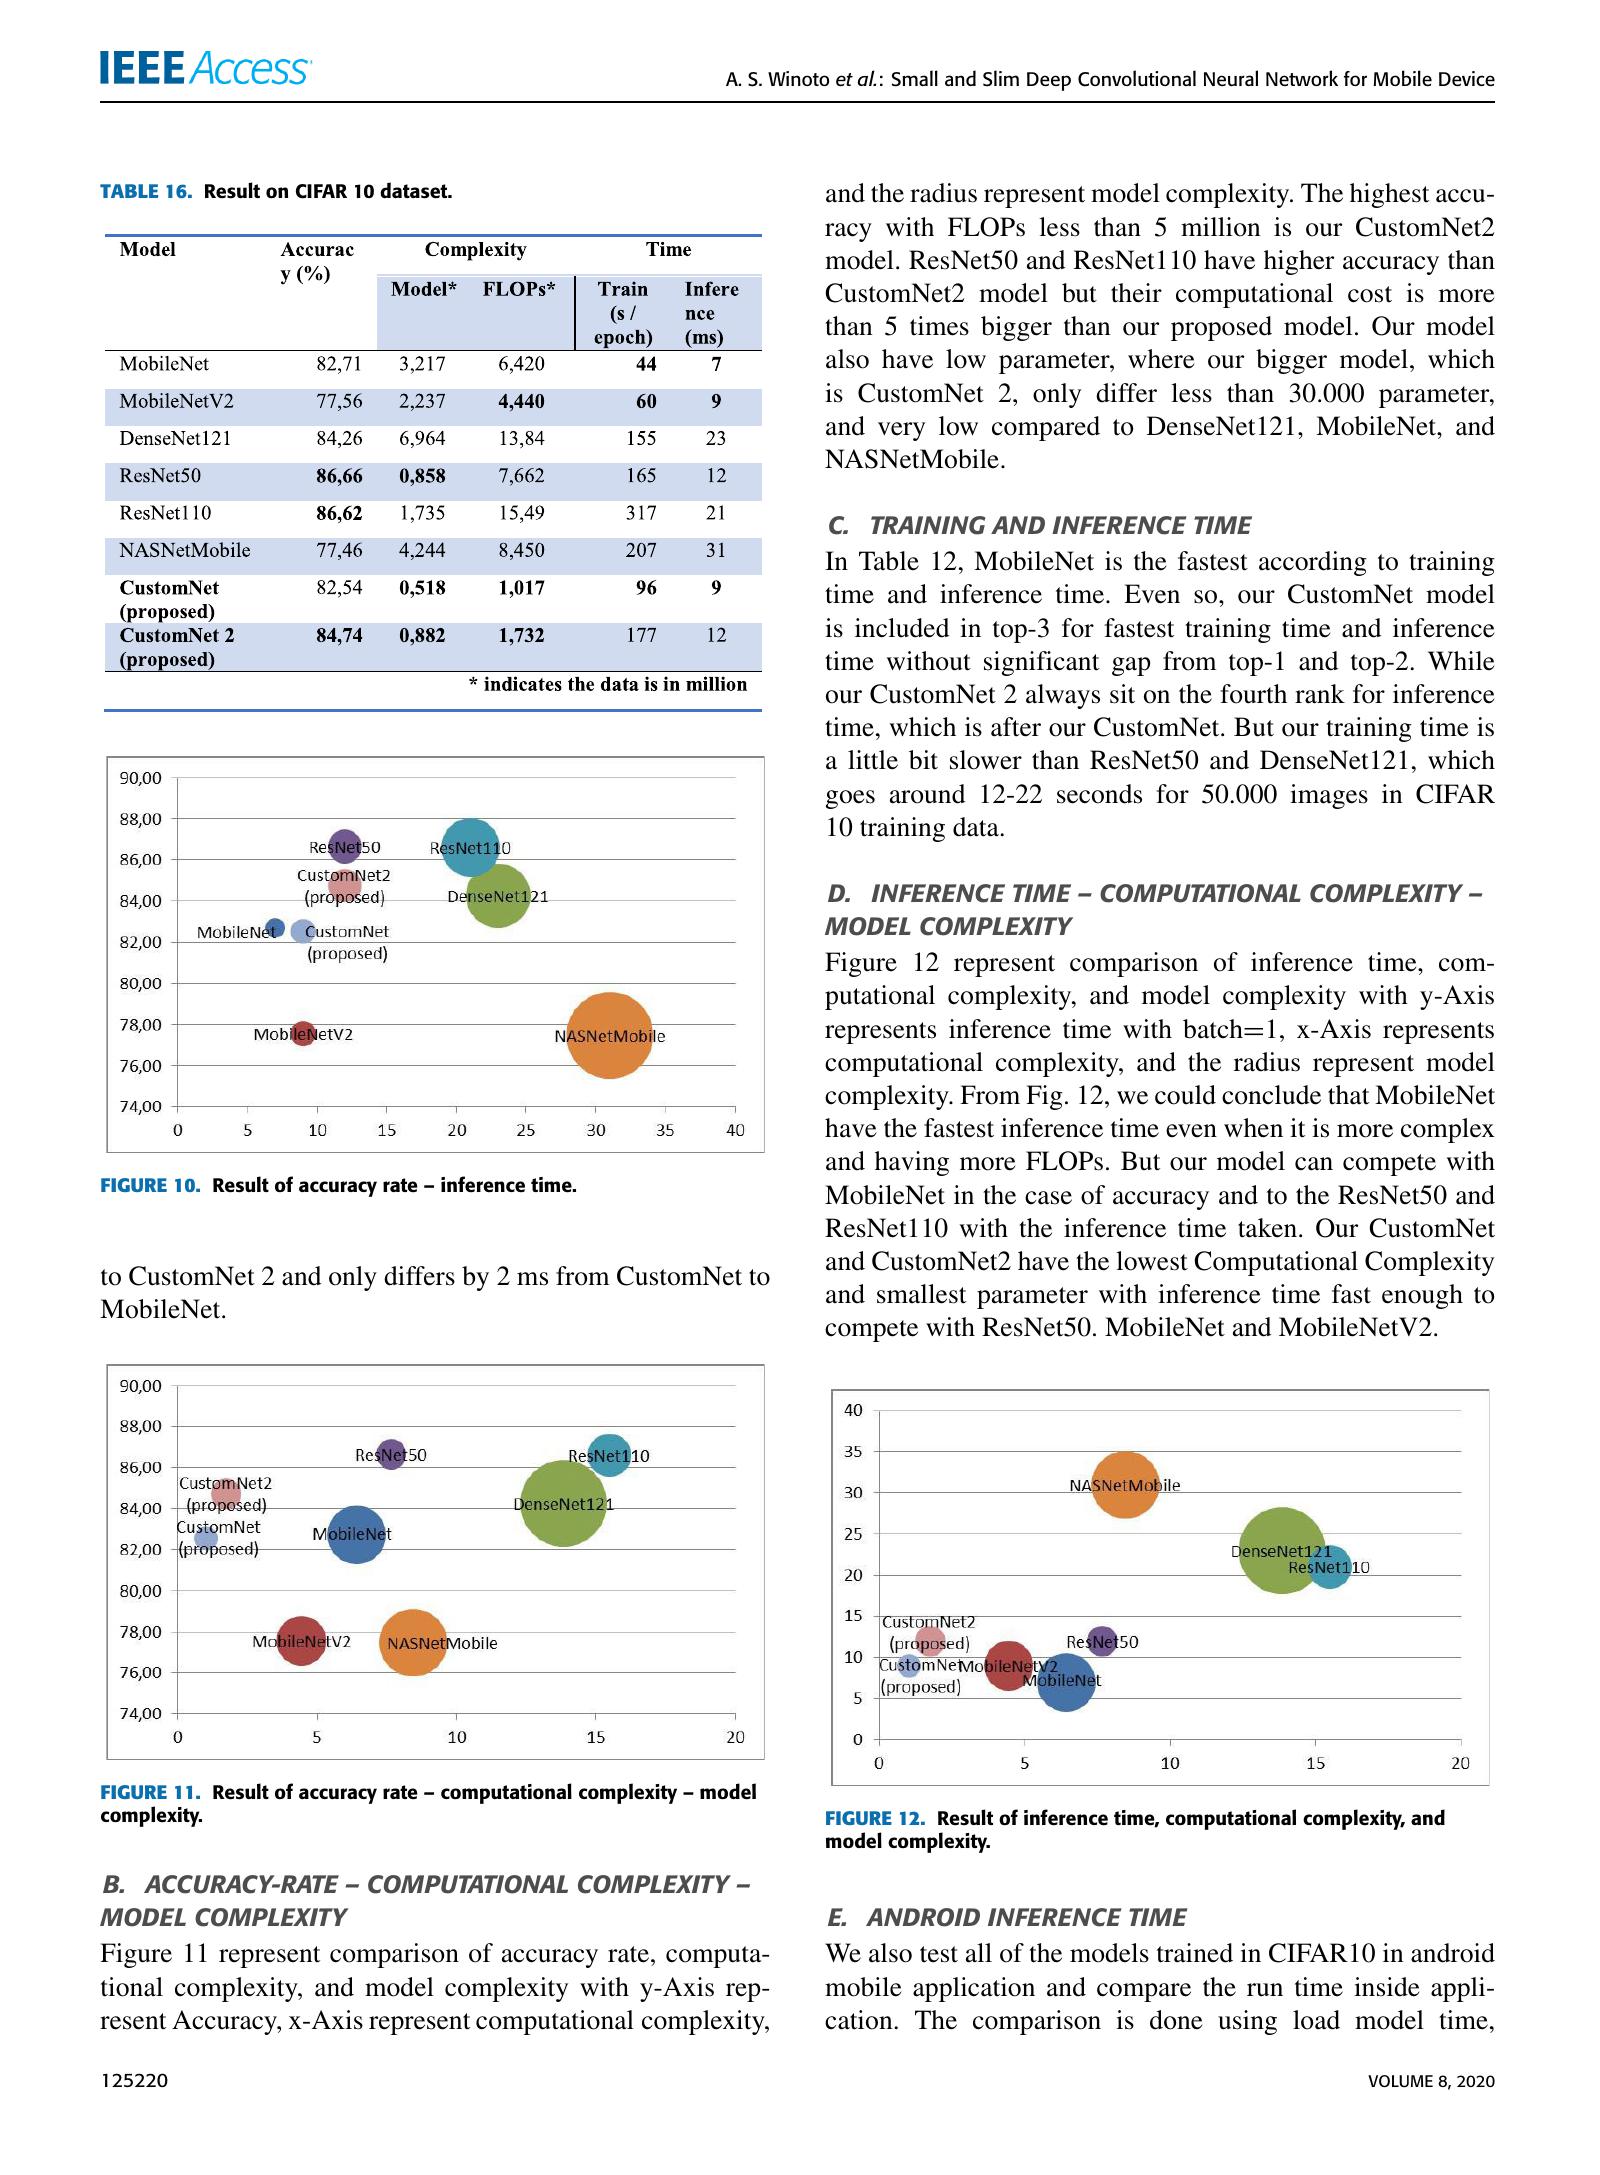 IEEE Access
A. S. Winoto et al.: Small and Slim Deep Convolutional Neural Network for Mobile Device
TABLE 16. Result on CIFAR 10 dataset.
Model Accurac Complexity Time
y (%)
Model* FLOPs* Train Infere
(s / nce
epoch) (ms)
MobileNet 82,71 3,217 6,420 44 7
MobileNetV2 77,56 2,237 4,440 60 9
DenseNet121 84,26 6,964 13,84 155 23
ResNet50 86,66 0,858 7,662 165 12
ResNet110 86,62 1,735 15,49 317 21
NASNetMobile 77,46 4,244 8,450 207 31
CustomNet 82,54 0,518 1,017 96 9
(proposed)
CustomNet 2 84,74 0,882 1,732 177 12
(proposed)
* indicates the data is in million
90,00
88,00
86,00
84,00
82,00
80,00
78,00
76,00
74,00
0 5 10 15 20 25 30 35 40
ResNet50
ResNet110
CustomNet2
(proposed)
DenseNet121
MobileNet
CustomNet
(proposed)
MobileNetV2
NASNetMobile
FIGURE 10. Result of accuracy rate – inference time.
to CustomNet 2 and only differs by 2 ms from CustomNet to
MobileNet.
90,00
88,00
86,00
84,00
82,00
80,00
78,00
76,00
74,00
0 5 10 15 20
ResNet50
ResNet110
CustomNet2
(proposed)
DenseNet121
CustomNet
(proposed)
MobileNet
MobileNetV2
NASNetMobile
FIGURE 11. Result of accuracy rate – computational complexity – model
complexity.
B. ACCURACY-RATE – COMPUTATIONAL COMPLEXITY –
MODEL COMPLEXITY
Figure 11 represent comparison of accuracy rate, computa-
tional complexity, and model complexity with y-Axis rep-
resent Accuracy, x-Axis represent computational complexity,
and the radius represent model complexity. The highest accu-
racy with FLOPs less than 5 million is our CustomNet2
model. ResNet50 and ResNet110 have higher accuracy than
CustomNet2 model but their computational cost is more
than 5 times bigger than our proposed model. Our model
also have low parameter, where our bigger model, which
is CustomNet 2, only differ less than 30.000 parameter,
and very low compared to DenseNet121, MobileNet, and
NASNetMobile.
C. TRAINING AND INFERENCE TIME
In Table 12, MobileNet is the fastest according to training
time and inference time. Even so, our CustomNet model
is included in top-3 for fastest training time and inference
time without significant gap from top-1 and top-2. While
our CustomNet 2 always sit on the fourth rank for inference
time, which is after our CustomNet. But our training time is
a little bit slower than ResNet50 and DenseNet121, which
goes around 12-22 seconds for 50.000 images in CIFAR
10 training data.
D. INFERENCE TIME – COMPUTATIONAL COMPLEXITY –
MODEL COMPLEXITY
Figure 12 represent comparison of inference time, com-
putational complexity, and model complexity with y-Axis
represents inference time with batch=1, x-Axis represents
computational complexity, and the radius represent model
complexity. From Fig. 12, we could conclude that MobileNet
have the fastest inference time even when it is more complex
and having more FLOPs. But our model can compete with
MobileNet in the case of accuracy and to the ResNet50 and
ResNet110 with the inference time taken. Our CustomNet
and CustomNet2 have the lowest Computational Complexity
and smallest parameter with inference time fast enough to
compete with ResNet50. MobileNet and MobileNetV2.
40
35
30
25
20
15
10
5
0
0 5 10 15 20
NASNetMobile
DenseNet121
ResNet110
CustomNet2
(proposed)
ResNet50
CustomNet
(proposed)
MobileNetV2
MobileNet
FIGURE 12. Result of inference time, computational complexity, and
model complexity.
E. ANDROID INFERENCE TIME
We also test all of the models trained in CIFAR10 in android
mobile application and compare the run time inside appli-
cation. The comparison is done using load model time,
125220
VOLUME 8, 2020